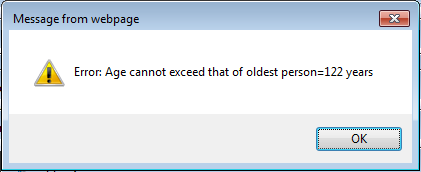 Message from webpage
Error: Age cannot exceed that of oldest person=122 years
OK